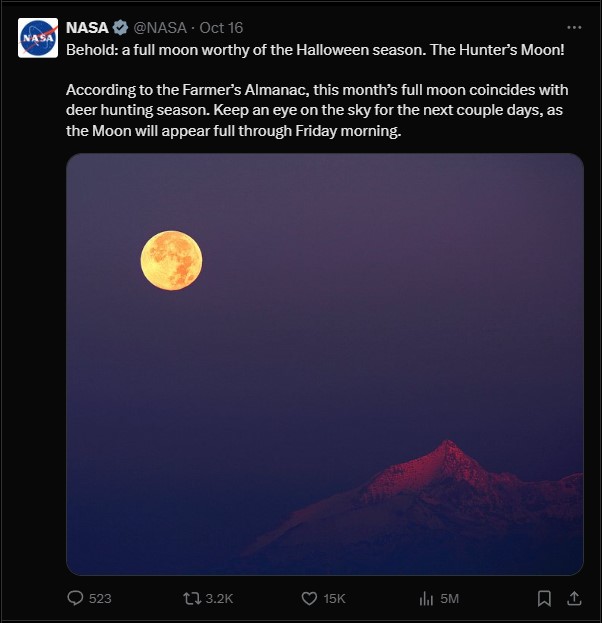 NASA
NASA @NASA · Oct 16
Behold: a full moon worthy of the Halloween season. The Hunter’s Moon!
According to the Farmer’s Almanac, this month’s full moon coincides with
deer hunting season. Keep an eye on the sky for the next couple days, as
the Moon will appear full through Friday morning.
523 3.2K 15K 5M